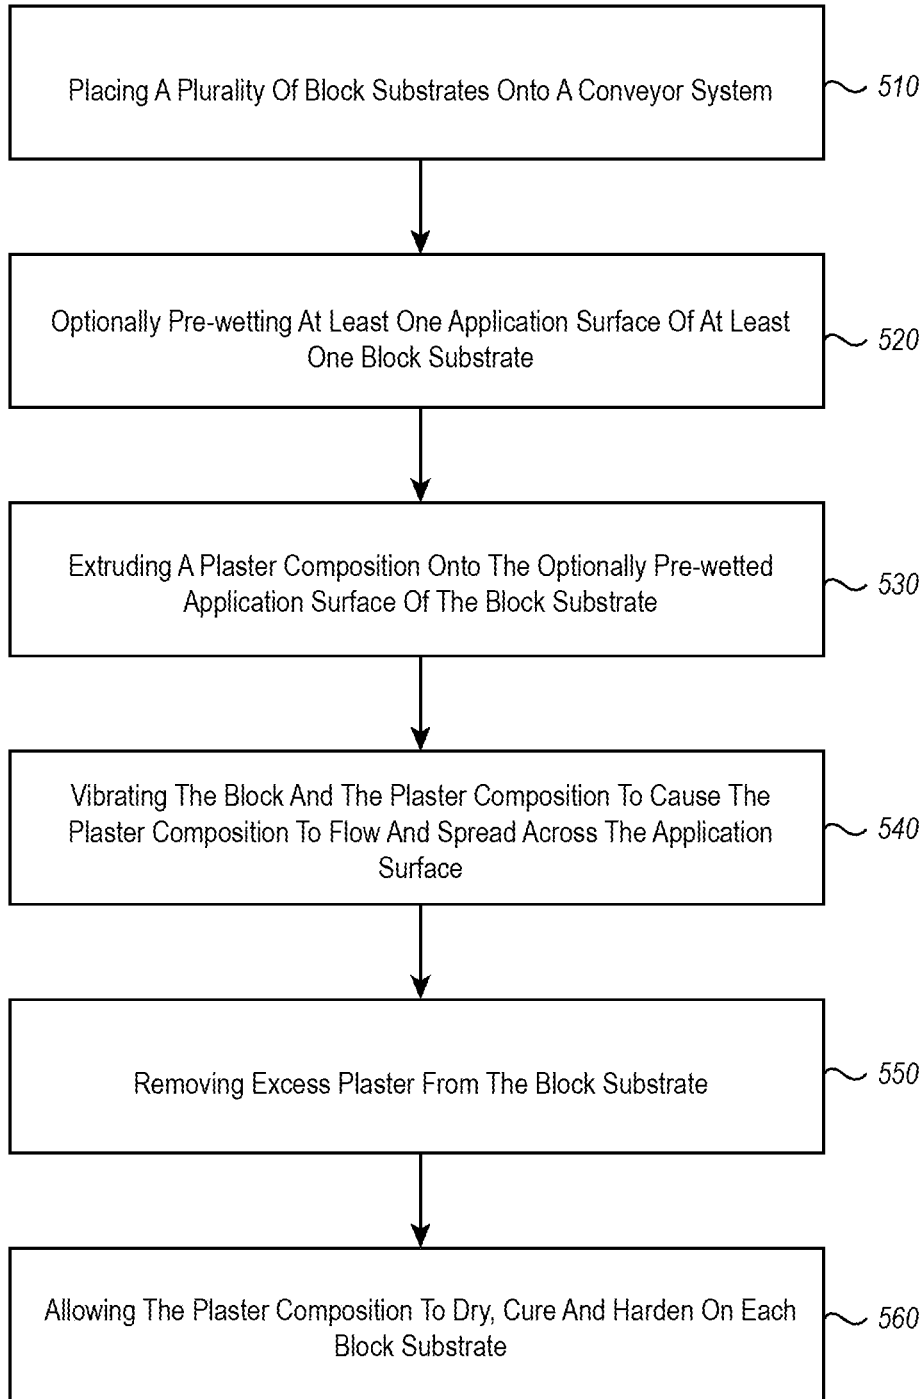 Placing A Plurality Of Block Substrates Onto A Conveyor System
510
Optionally Pre-wetting At Least One Application Surface Of At Least
One Block Substrate
520
Extruding A Plaster Composition Onto The Optionally Pre-wetted
Application Surface Of The Block Substrate
530
Vibrating The Block And The Plaster Composition To Cause The
Plaster Composition To Flow And Spread Across The Application
Surface
540
Removing Excess Plaster From The Block Substrate
550
Allowing The Plaster Composition To Dry, Cure And Harden On Each
Block Substrate
560